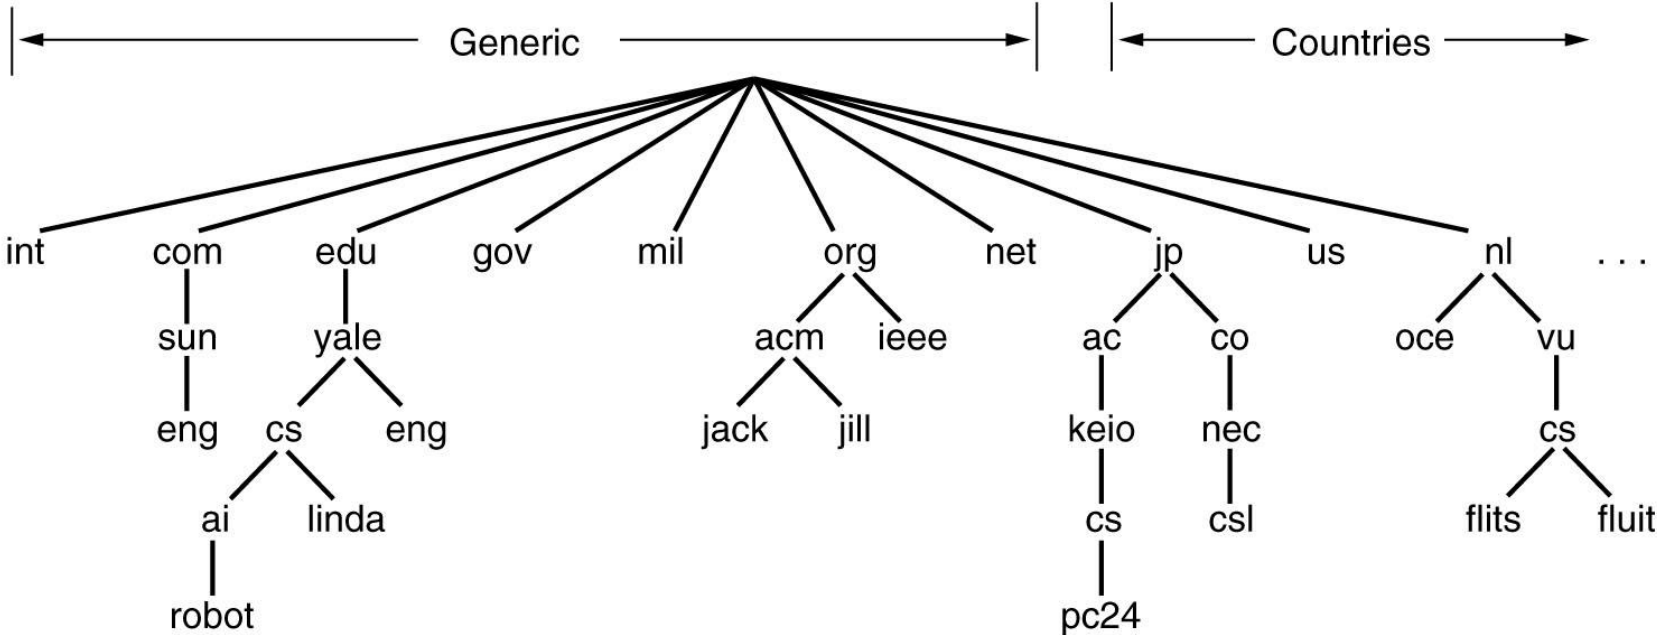 Generic Countries
int com edu gov mil org net jp us nl . . .
sun yale acm ieee ac co oce vu
eng cs eng jack jill keio nec cs
ai linda cs csl flits fluit
robot pc24